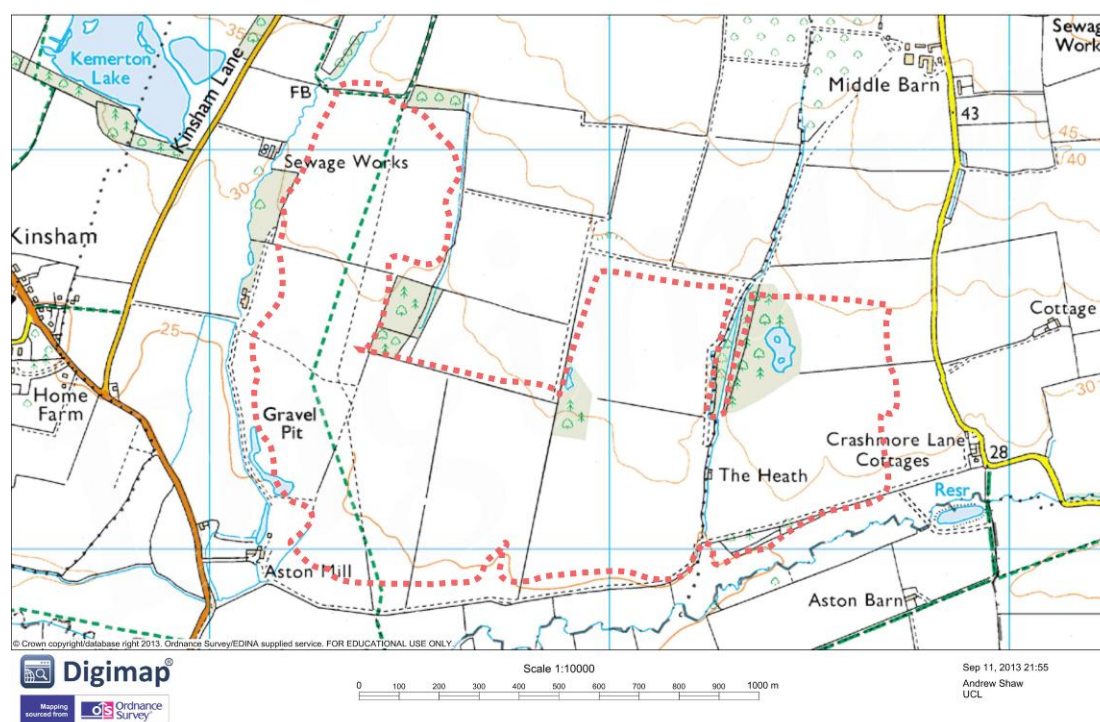 Kemerton
Lake
35
Kinsham Lane
FB
Sewage Works
30
Kinsham
25
Home
Farm
Gravel
Pit
Aston Mill
Middle Barn
43
Sewag
Work
45
40
Cottage
30
Crashmore Lane
Cottages
28
Resr
The Heath
Aston Barn
© Crown copyright/database right 2013. Ordnance Survey/EDINA supplied service. FOR EDUCATIONAL USE ONLY.
Digimap®
Mapping
sourced from
OS Ordnance
Survey®
Scale 1:10000
0 100 200 300 400 500 600 700 800 900 1000 m
Sep 11, 2013 21:55
Andrew Shaw
UCL